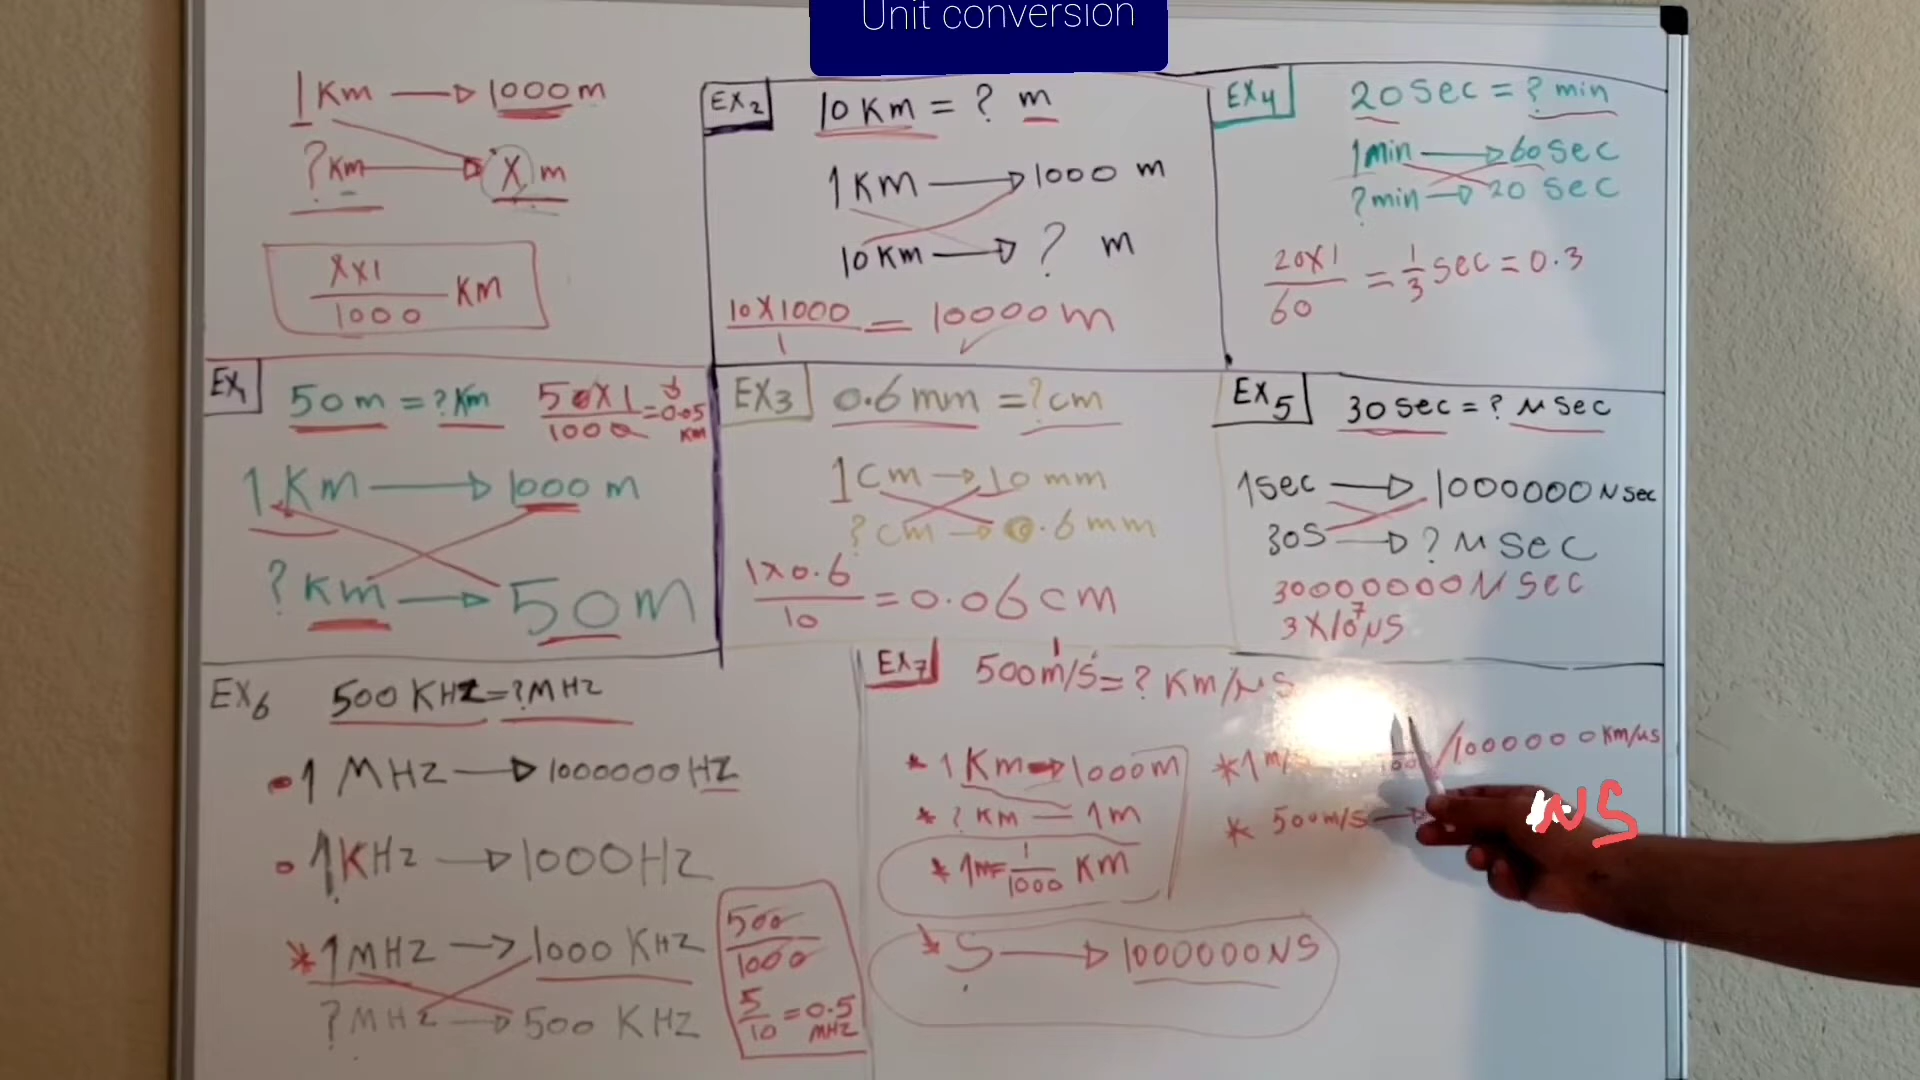 Unit conversion
1 Km → 1000 m
? Km → X m
X X 1 / 1000 KM
EX2 10 Km = ? m
1 KM → 1000 m
10 Km → ? m
10 X 1000 / 1 = 10000 m
EX4 20 Sec = ? min
1 Min → 60 Sec
? min → 20 Sec
20 X 1 / 60 = 1/3 Sec = 0.3
EX1 50 m = ? Km 50 X 1 / 1000 = 0.05 KM
1 Km → 1000 m
? Km → 50 m
EX3 0.6 mm = ? cm
1 Cm → 10 mm
? cm → 0.6 mm
1 X 0.6 / 10 = 0.06 cm
EX5 30 Sec = ? μ Sec
1 Sec → 1000000 μ Sec
30 S → ? μ Sec
30000000 μ Sec
3 X 10^7 μS
EX6 500 KHZ = ? MHZ
1 MHZ → 1000000 HZ
1 KHZ → 1000 HZ
* 1 MHZ → 1000 KHZ
? MHZ → 500 KHZ
500 / 1000
5 / 10 = 0.5 MHZ
EX7 500 m/s = ? KM/μS
* 1 Km → 1000 m
* ? KM = 1 m
* 1m = 1/1000 KM
* S → 1000000 μS
* 1 m/ /1000000 Km/μs
* 500 m/s →
μS